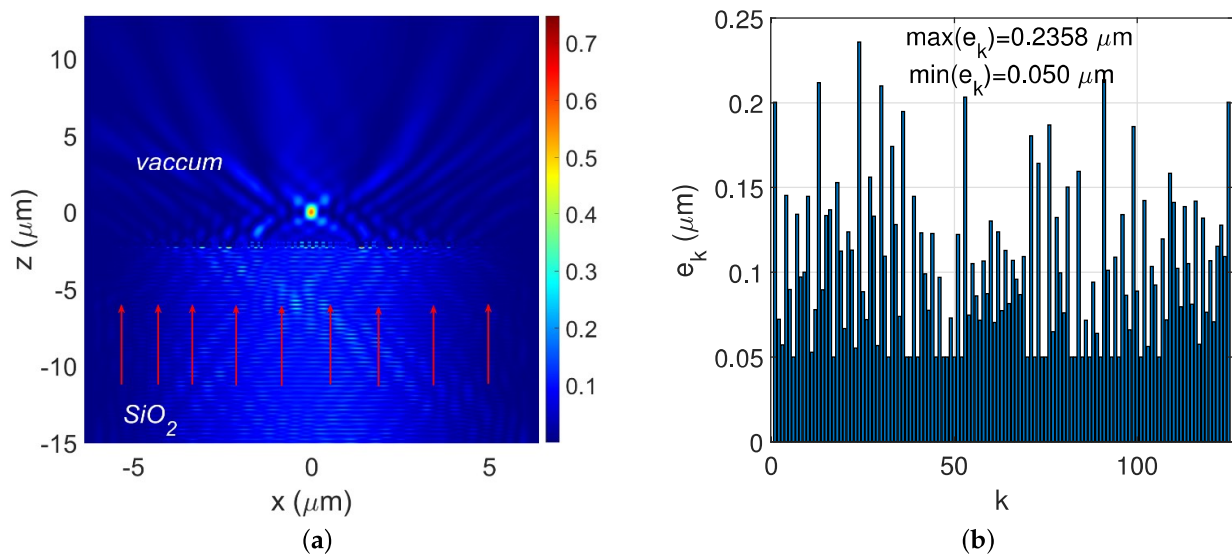 vaccum
SiO2
10
5
0
-5
-10
-15
z (μm)
-5
0
5
x (μm)
0.7
0.6
0.5
0.4
0.3
0.2
0.1
(a)
max(ek)=0.2358 μm
min(ek)=0.050 μm
0.25
0.2
0.15
0.1
0.05
0
ek (μm)
0
50
100
k
(b)